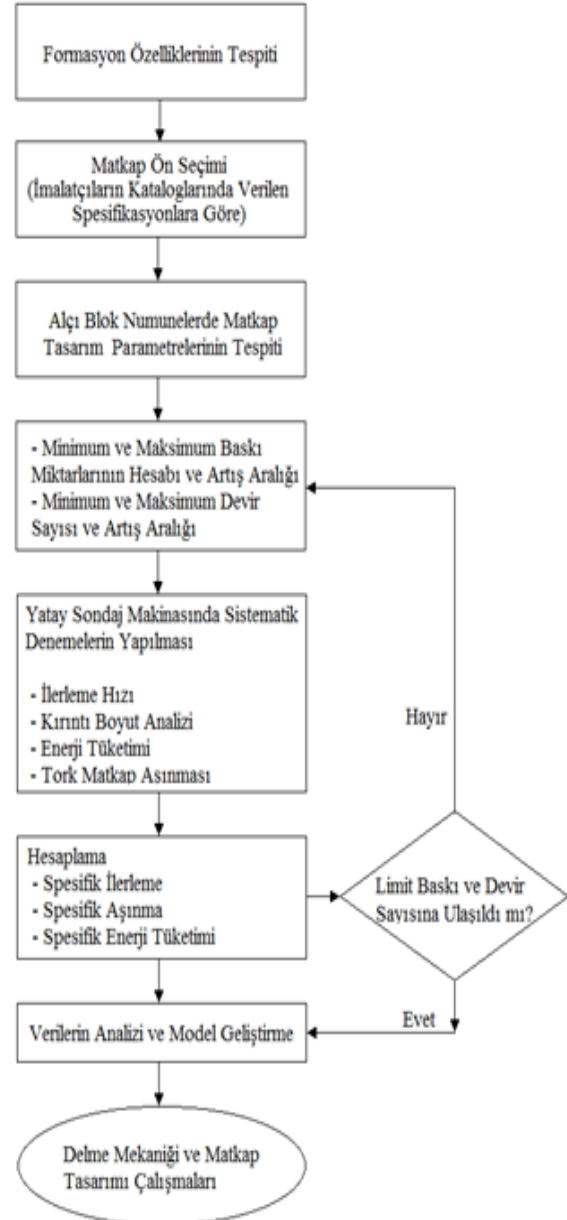 Formasyon Özelliklerinin Tespiti
Matkap Ön Seçimi
(İmalatçıların Kataloglarında Verilen
Spesifikasyonlara Göre)
Alçı Blok Numunelerde Matkap
Tasarım Parametrelerinin Tespiti
- Minimum ve Maksimum Baskı
Miktarlarının Hesabı ve Artış Aralığı
- Minimum ve Maksimum Devir
Sayısı ve Artış Aralığı
Yatay Sondaj Makinasında Sistematik
Denemelerin Yapılması
- İlerleme Hızı
- Kırıntı Boyut Analizi
- Enerji Tüketimi
- Tork Matkap Aşınması
Hayır
Hesaplama
- Spesifik İlerleme
- Spesifik Aşınma
- Spesifik Enerji Tüketimi
Limit Baskı ve Devir
Sayısına Ulaşıldı mı?
Evet
Verilerin Analizi ve Model Geliştirme
Delme Mekaniği ve Matkap
Tasarımı Çalışmaları